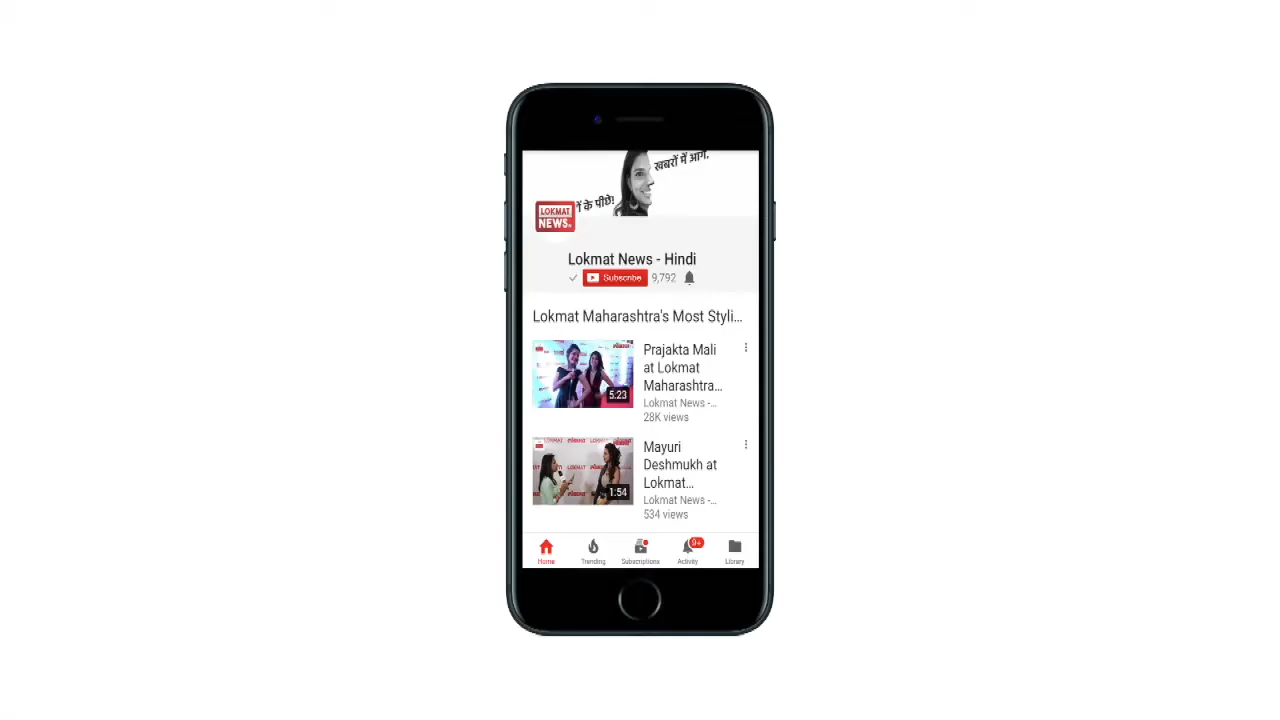 खबरों में आगे,
के पीछे!
LOKMAT
NEWS
Lokmat News - Hindi
Subscribe 9,792
Lokmat Maharashtra's Most Styli...
5:23
Prajakta Mali
at Lokmat
Maharashtra...
Lokmat News -...
28K views
LOKMAT
1:54
Mayuri
Deshmukh at
Lokmat...
Lokmat News -...
534 views
9+
Home Trending Subscriptions Activity Library